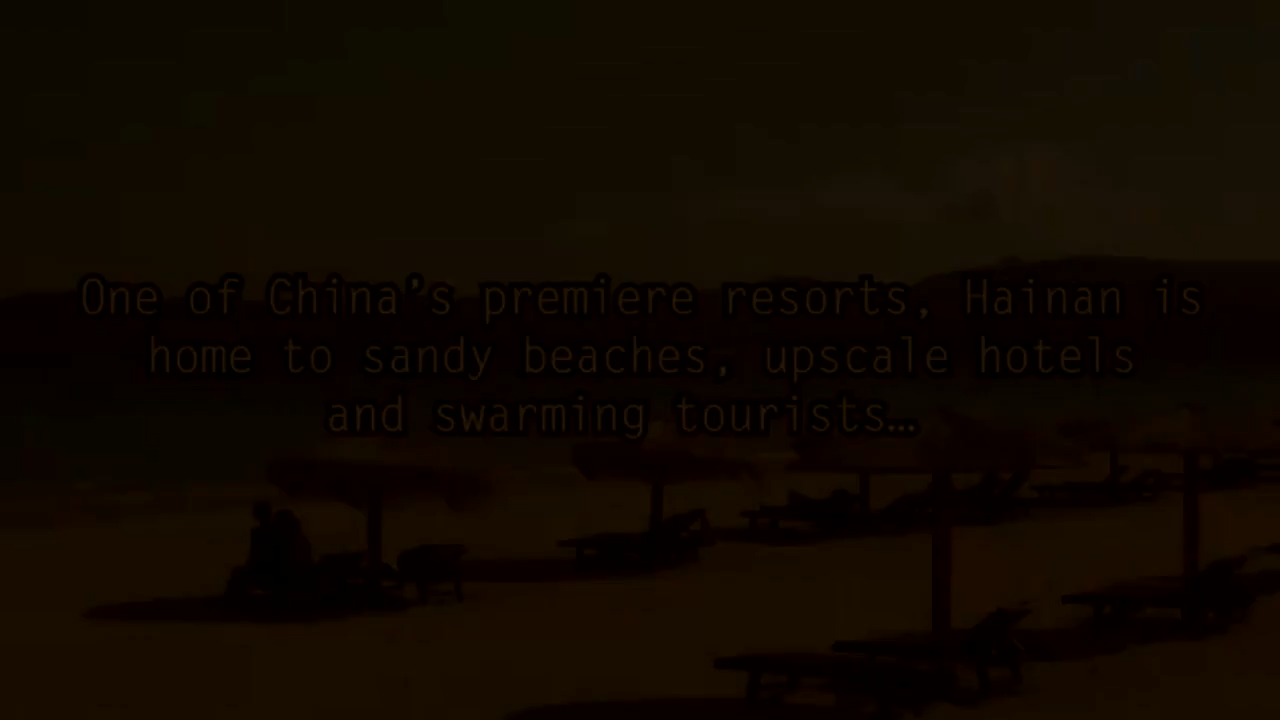 One of China's premiere resorts, Hainan is
home to sandy beaches, upscale hotels
and swarming tourists…